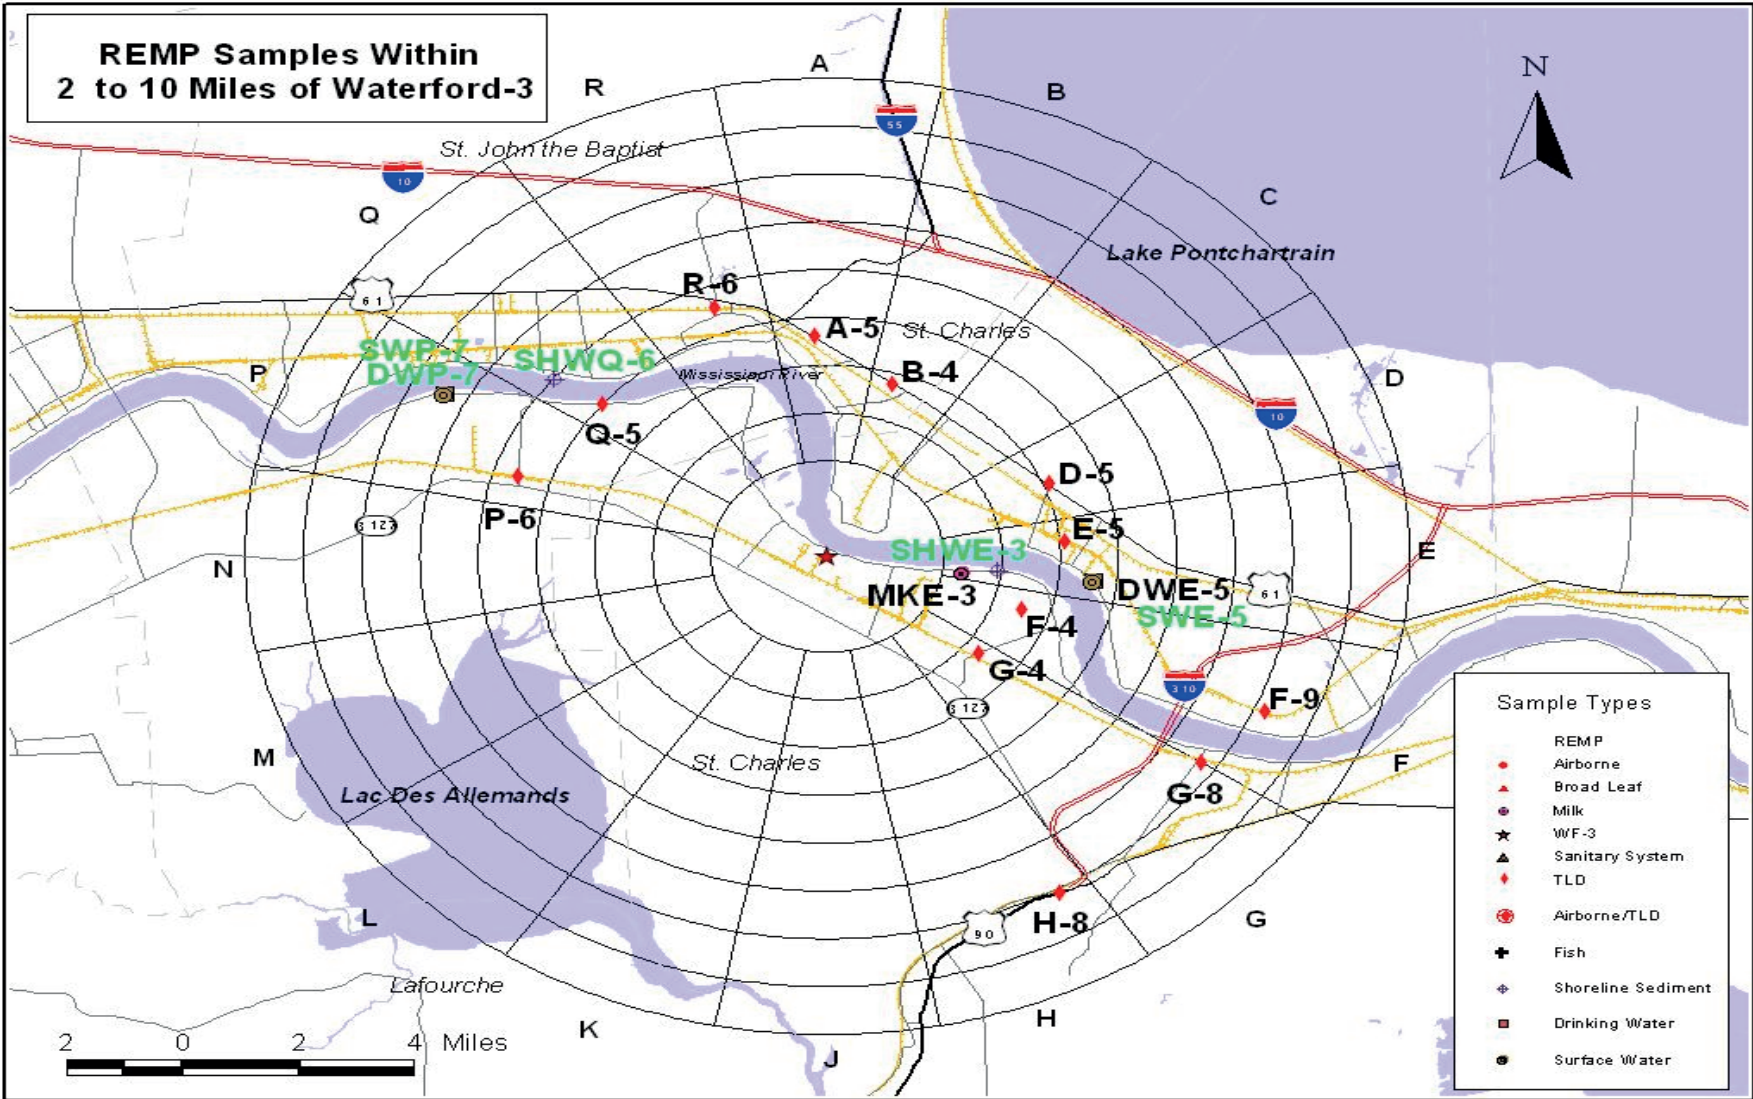 REMP Samples Within
2 to 10 Miles of Waterford-3
A
R
B
N
55
St. John the Baptist
10
Q
C
Lake Pontchartrain
R-6
61
A-5
St. Charles
SWP-7
SHWQ-6
DWP-7
P
Mississippi River
B-4
D
10
Q-5
D-5
P-6
3127
E-5
E
SHWE-3
N
MKE-3
DWE-5
61
SWE-5
F-4
G-4
310
F-9
3127
M
St. Charles
F
Lac Des Allemands
G-8
L
H-8
G
90
Lafourche
K
H
J
2 0 2 4 Miles
Sample Types
REMP
Airborne
Broad Leaf
Milk
WF-3
Sanitary System
TLD
Airborne/TLD
Fish
Shoreline Sediment
Drinking Water
Surface Water